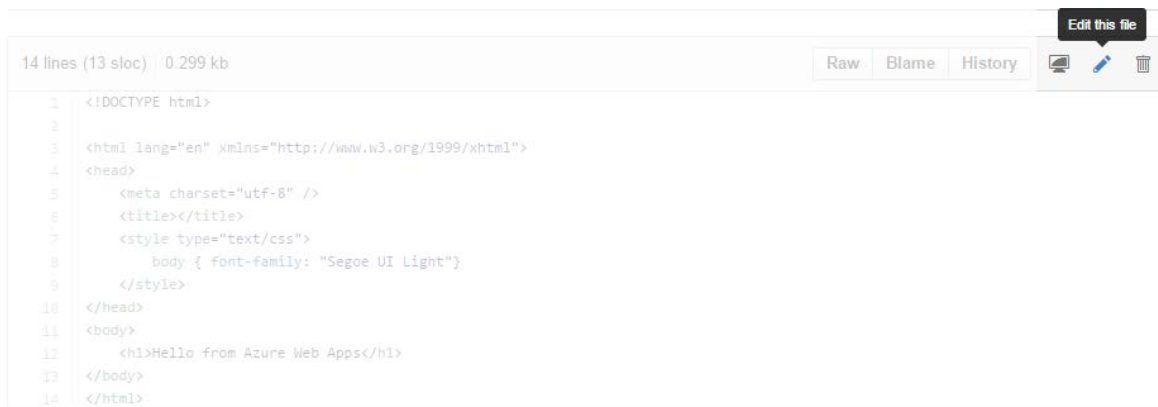 Edit this file
14 lines (13 sloc) 0.299 kb Raw Blame History
1 <!DOCTYPE html>
2
3 <html lang="en" xmlns="http://www.w3.org/1999/xhtml">
4 <head>
5     <meta charset="utf-8" />
6     <title></title>
7     <style type="text/css">
8         body { font-family: "Segoe UI Light"}
9     </style>
10 </head>
11 <body>
12     <h1>Hello from Azure Web Apps</h1>
13 </body>
14 </html>